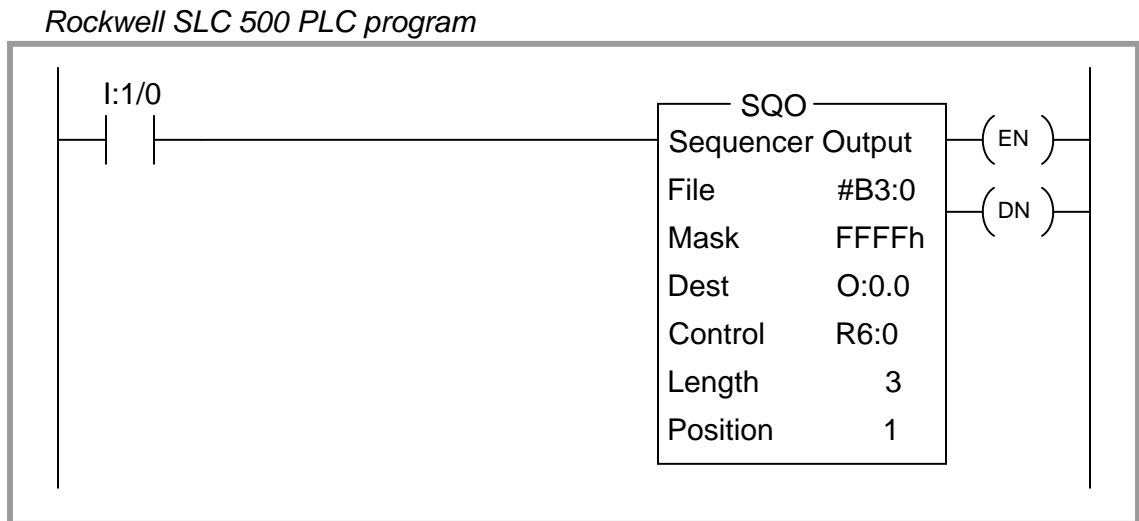 Rockwell SLC 500 PLC program
I:1/0
SQO
Sequencer Output
EN
File #B3:0
DN
Mask FFFFh
Dest O:0.0
Control R6:0
Length 3
Position 1